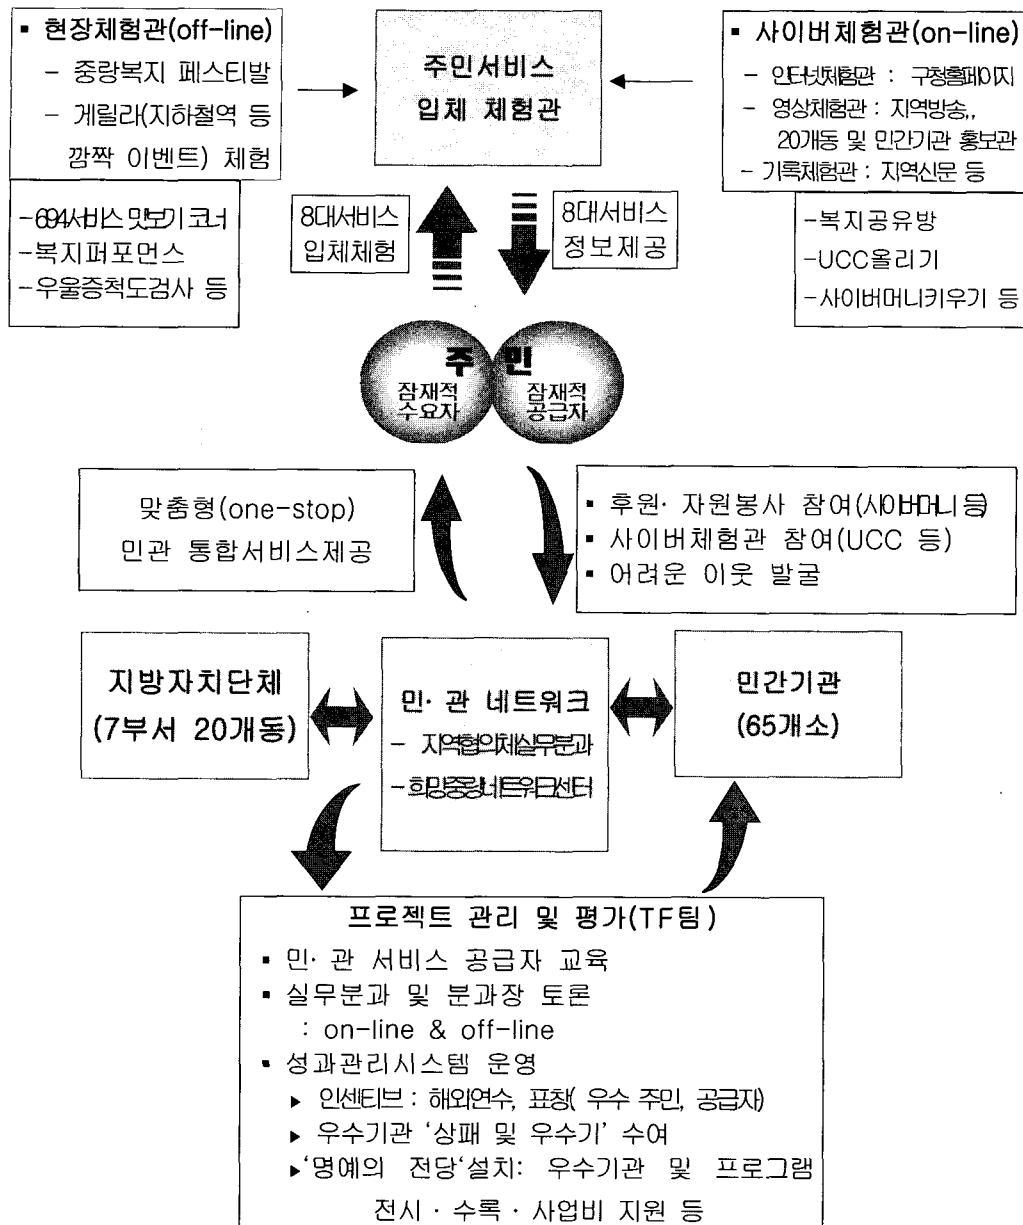 ▪ 현장체험관(off-line)
– 중랑복지 페스티발
– 게릴라(지하철역 등
깜짝 이벤트) 체험
–694서비스맛보기코너
–복지퍼포먼스
–우울증척도검사 등
주민서비스
입체 체험관
▪ 사이버체험관(on-line)
– 인터넷체험관 : 구청홈페이지
– 영상체험관 : 지역방송,,
20개동 및 민간기관 홍보관
– 기록체험관 : 지역신문 등
–복지공유방
–UCC올리기
–사이버머니키우기 등
8대서비스
입체체험
8대서비스
정보제공
주 민
잠재적
수요자
잠재적
공급자
맞춤형(one-stop)
민관 통합서비스제공
▪ 후원· 자원봉사 참여(사이버머니 등)
▪ 사이버체험관 참여(UCC 등)
▪ 어려운 이웃 발굴
지방자치단체
(7부서 20개동)
민· 관 네트워크
– 지역협의체실무분과
–희망중랑네트워크센터
민간기관
(65개소)
프로젝트 관리 및 평가(TF팀)
▪ 민· 관 서비스 공급자 교육
▪ 실무분과 및 분과장 토론
: on-line & off-line
▪ 성과관리시스템 운영
▸ 인센티브 : 해외연수, 표창( 우수 주민, 공급자)
▸ 우수기관 ‘상패 및 우수기’ 수여
▸‘명예의 전당‘설치: 우수기관 및 프로그램
전시 · 수록 · 사업비 지원 등